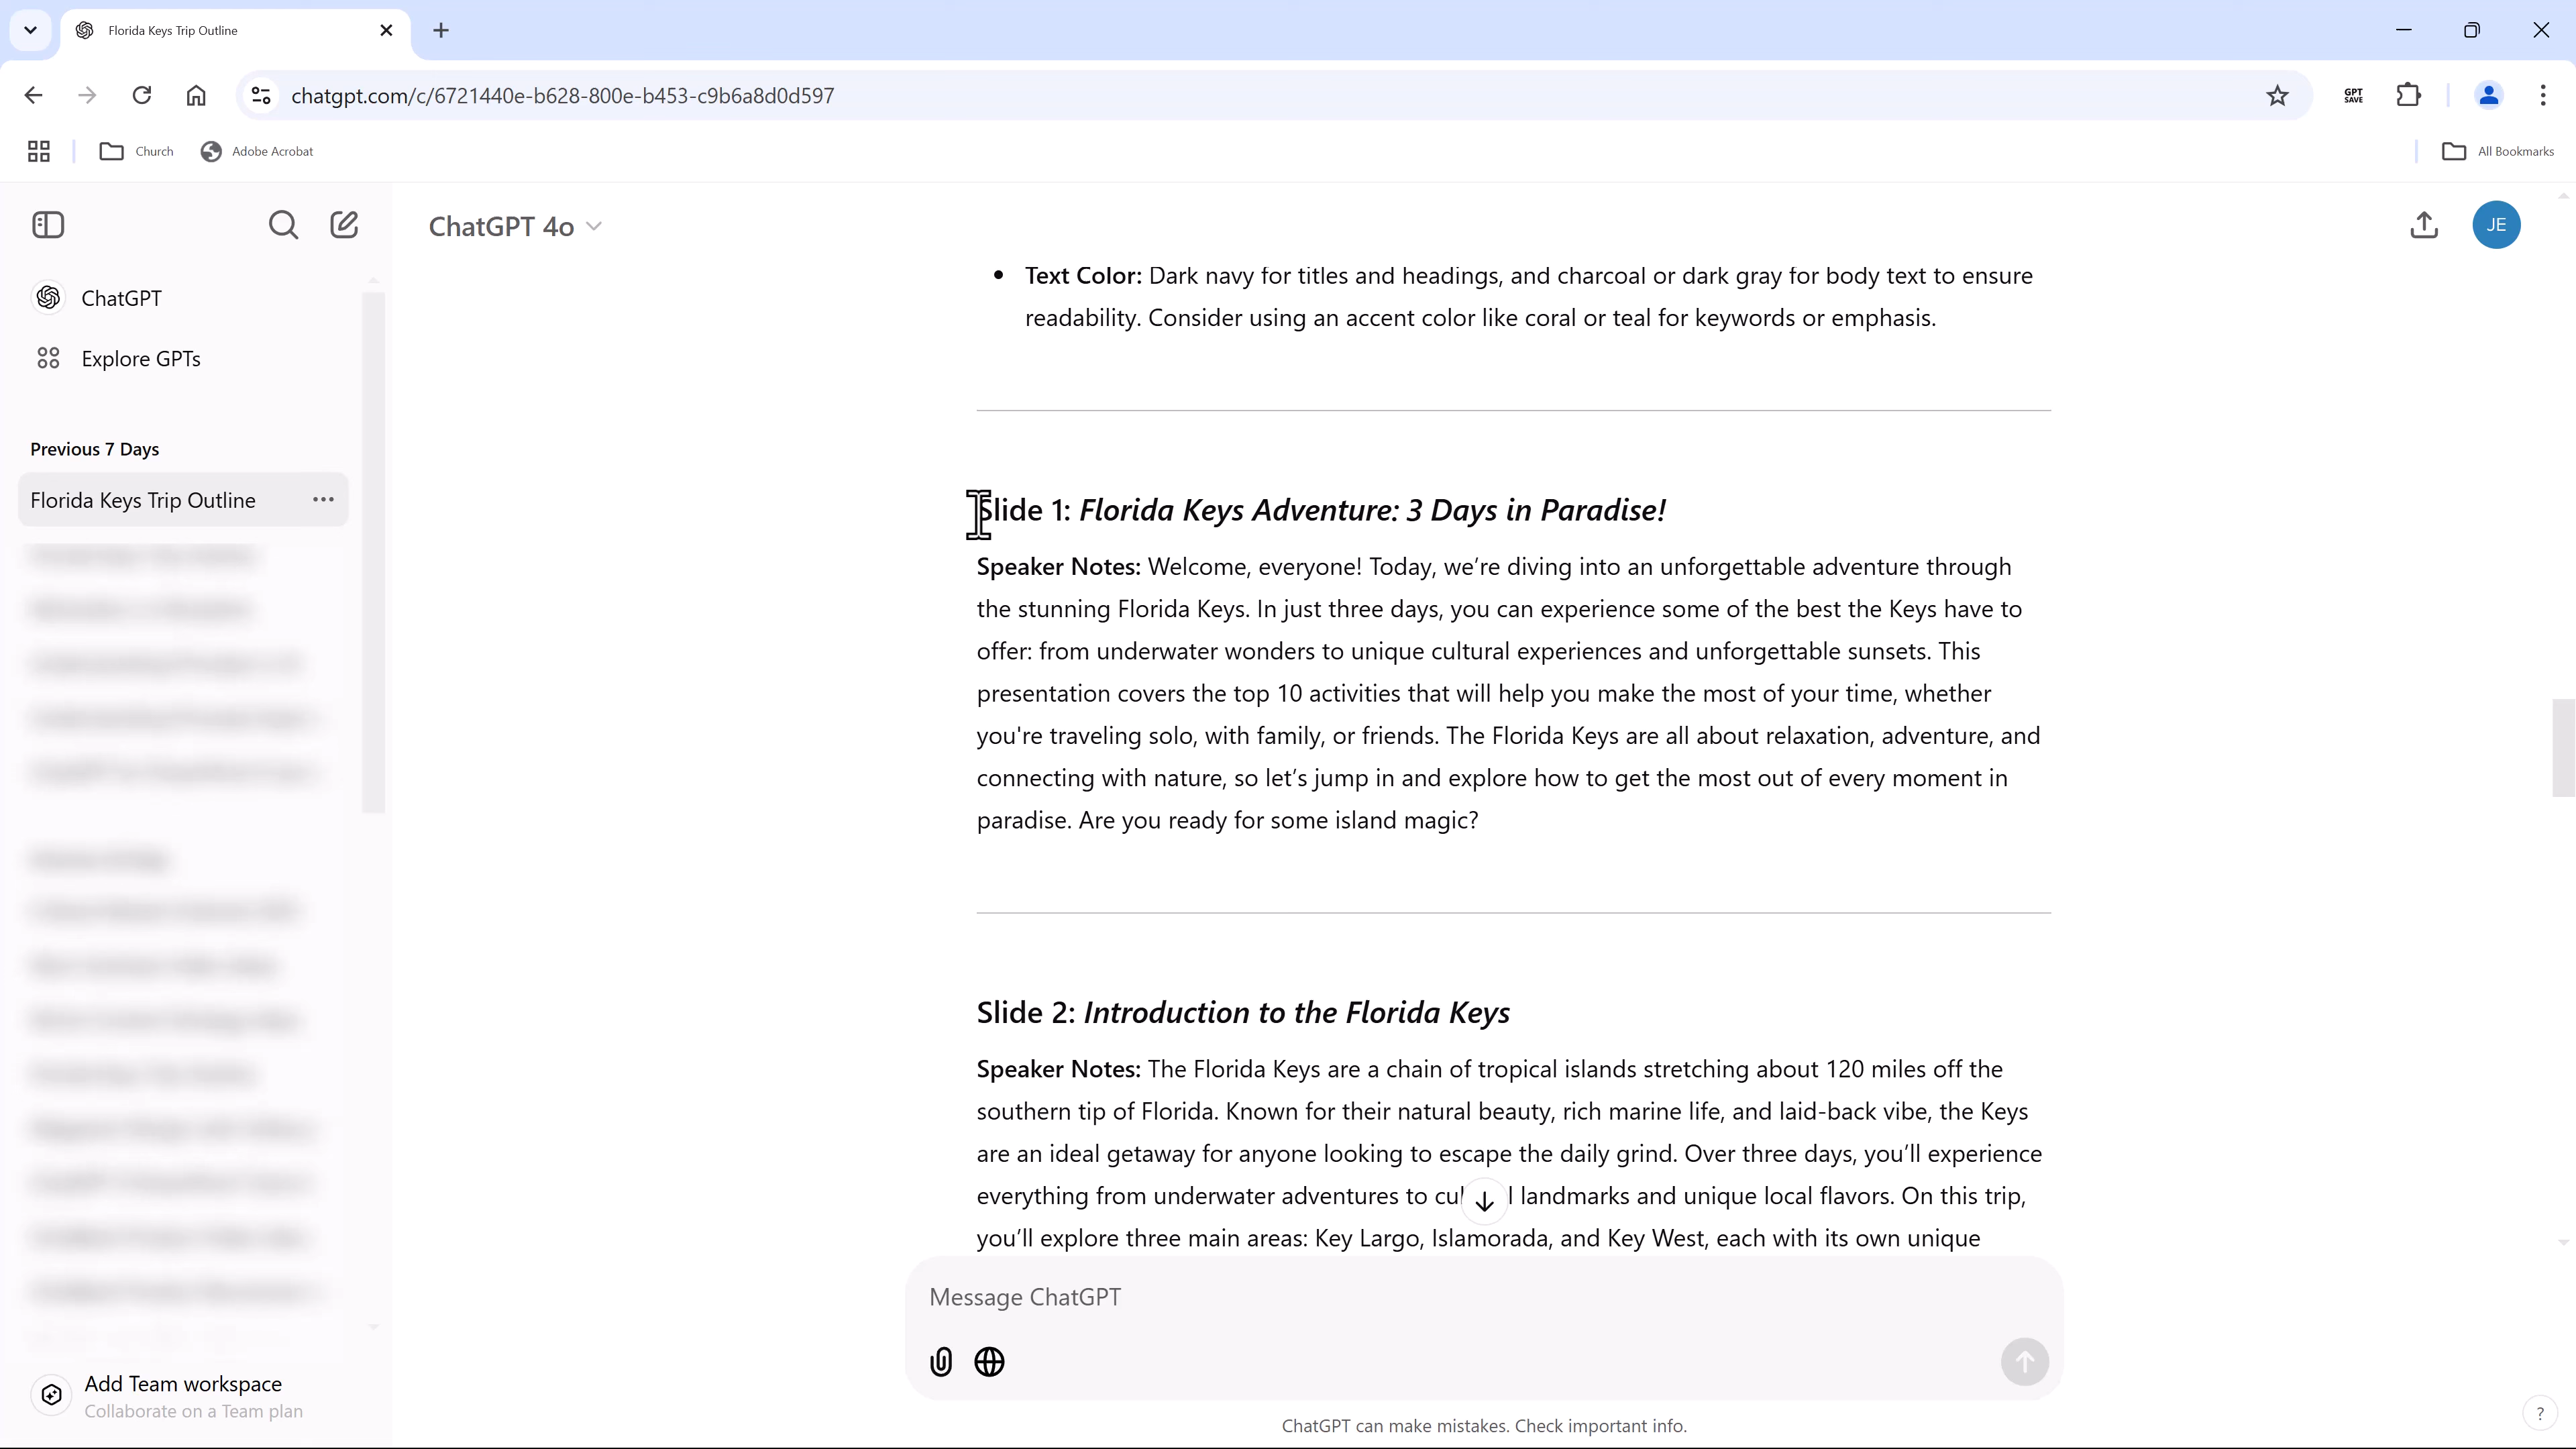 Florida Keys Trip Outline
chatgpt.com/c/6721440e-b628-800e-b453-c9b6a8d0d597
GPT
SAVE
Church
Adobe Acrobat
All Bookmarks
ChatGPT
Explore GPTs
Previous 7 Days
Florida Keys Trip Outline
Add Team workspace
Collaborate on a Team plan
ChatGPT 4o
JE
Text Color: Dark navy for titles and headings, and charcoal or dark gray for body text to ensure
readability. Consider using an accent color like coral or teal for keywords or emphasis.
Slide 1: Florida Keys Adventure: 3 Days in Paradise!
Speaker Notes: Welcome, everyone! Today, we’re diving into an unforgettable adventure through
the stunning Florida Keys. In just three days, you can experience some of the best the Keys have to
offer: from underwater wonders to unique cultural experiences and unforgettable sunsets. This
presentation covers the top 10 activities that will help you make the most of your time, whether
you're traveling solo, with family, or friends. The Florida Keys are all about relaxation, adventure, and
connecting with nature, so let’s jump in and explore how to get the most out of every moment in
paradise. Are you ready for some island magic?
Slide 2: Introduction to the Florida Keys
Speaker Notes: The Florida Keys are a chain of tropical islands stretching about 120 miles off the
southern tip of Florida. Known for their natural beauty, rich marine life, and laid-back vibe, the Keys
are an ideal getaway for anyone looking to escape the daily grind. Over three days, you’ll experience
everything from underwater adventures to landmarks and unique local flavors. On this trip,
you’ll explore three main areas: Key Largo, Islamorada, and Key West, each with its own unique
Message ChatGPT
ChatGPT can make mistakes. Check important info.
?